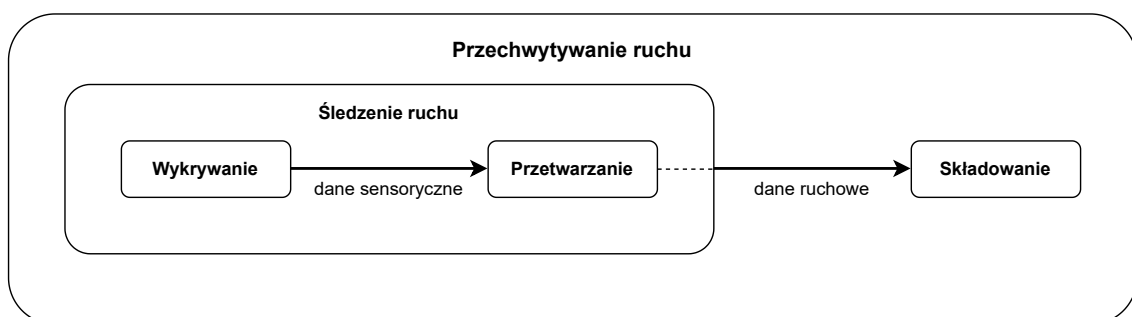 Przechwytywanie ruchu
Śledzenie ruchu
Wykrywanie
dane sensoryczne
Przetwarzanie
dane ruchowe
Składowanie